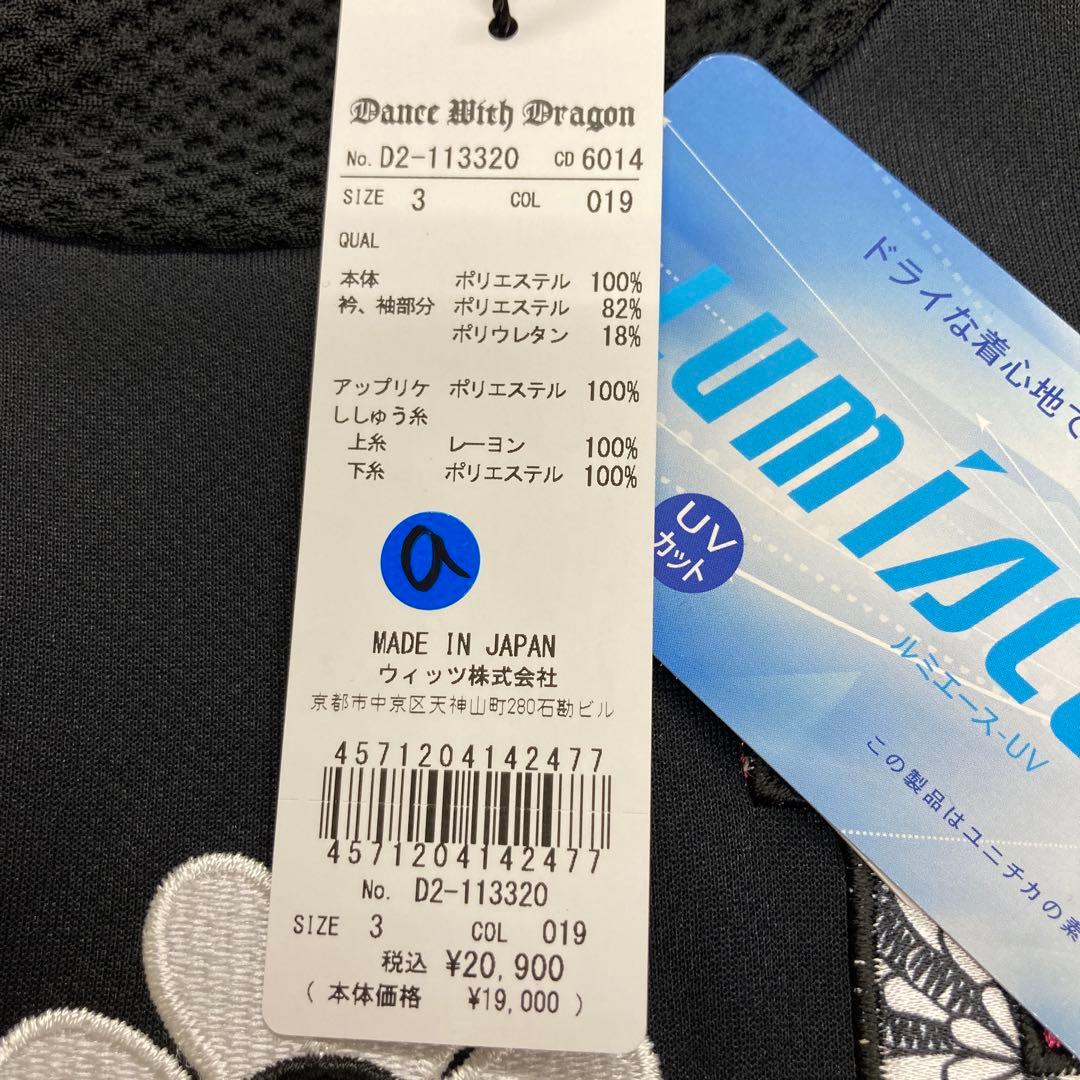 Dance With Dragon
No. D2-113320 CD 6014
SIZE 3 COL 019
QUAL
本体 ポリエステル 100%
衿、袖部分 ポリエステル 82%
ポリウレタン 18%
アップリケ ポリエステル 100%
ししゅう糸
上糸 レーヨン 100%
下糸 ポリエステル 100%
a
MADE IN JAPAN
ウィッツ株式会社
京都市中京区天神山町280石勘ビル
4571204142477
4571204142477
No. D2-113320
SIZE 3 COL 019
税込 ¥20,900
( 本体価格 ¥19,000 )
ドライな着心地で
Lumiac
UV
カット
ルミエース-UV
この製品はユニチカの素